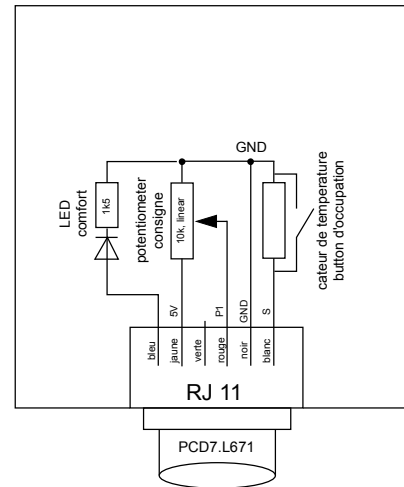 GND
LED
comfort
1k5
potentiometer
consigne
10k, linear
cateur de temperature
button d'occupation
5V
P1
GND
S
bleu
jaune
verte
rouge
noir
blanc
RJ 11
PCD7.L671